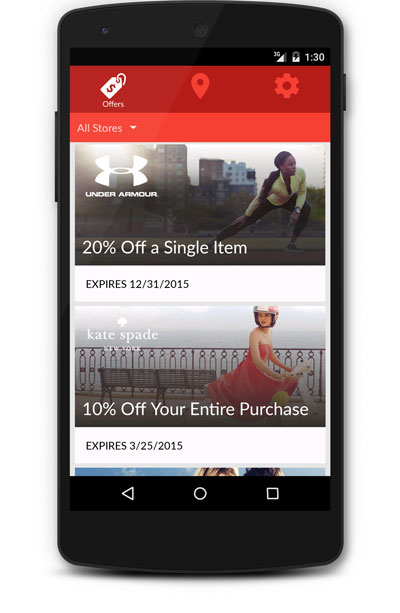 3G 1:30
Offers
All Stores
UNDER ARMOUR
20% Off a Single Item
EXPIRES 12/31/2015
kate spade
NEW YORK
10% Off Your Entire Purchase
EXPIRES 3/25/2015